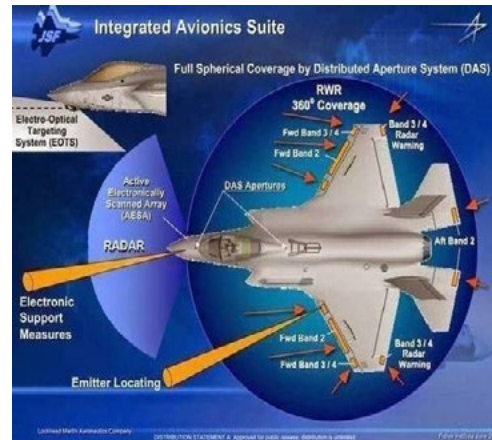 JSF
Integrated Avionics Suite
Full Spherical Coverage by Distributed Aperture System (DAS)
RWR
360° Coverage
Electro-Optical
Targeting
System (EOTS)
Fwd Band 3 / 4
Fwd Band 2
Band 3 / 4
Radar
Warning
Active
Electronically
Scanned Array
(AESA)
DAS Apertures
RADAR
Aft Band 2
Electronic
Support
Measures
Emitter Locating
Fwd Band 2
Fwd Band 3 / 4
Band 3 / 4
Radar
Warning
Lockheed Martin Aeronautics Company
DISTRIBUTION STATEMENT A: Approved for public release; distribution is unlimited